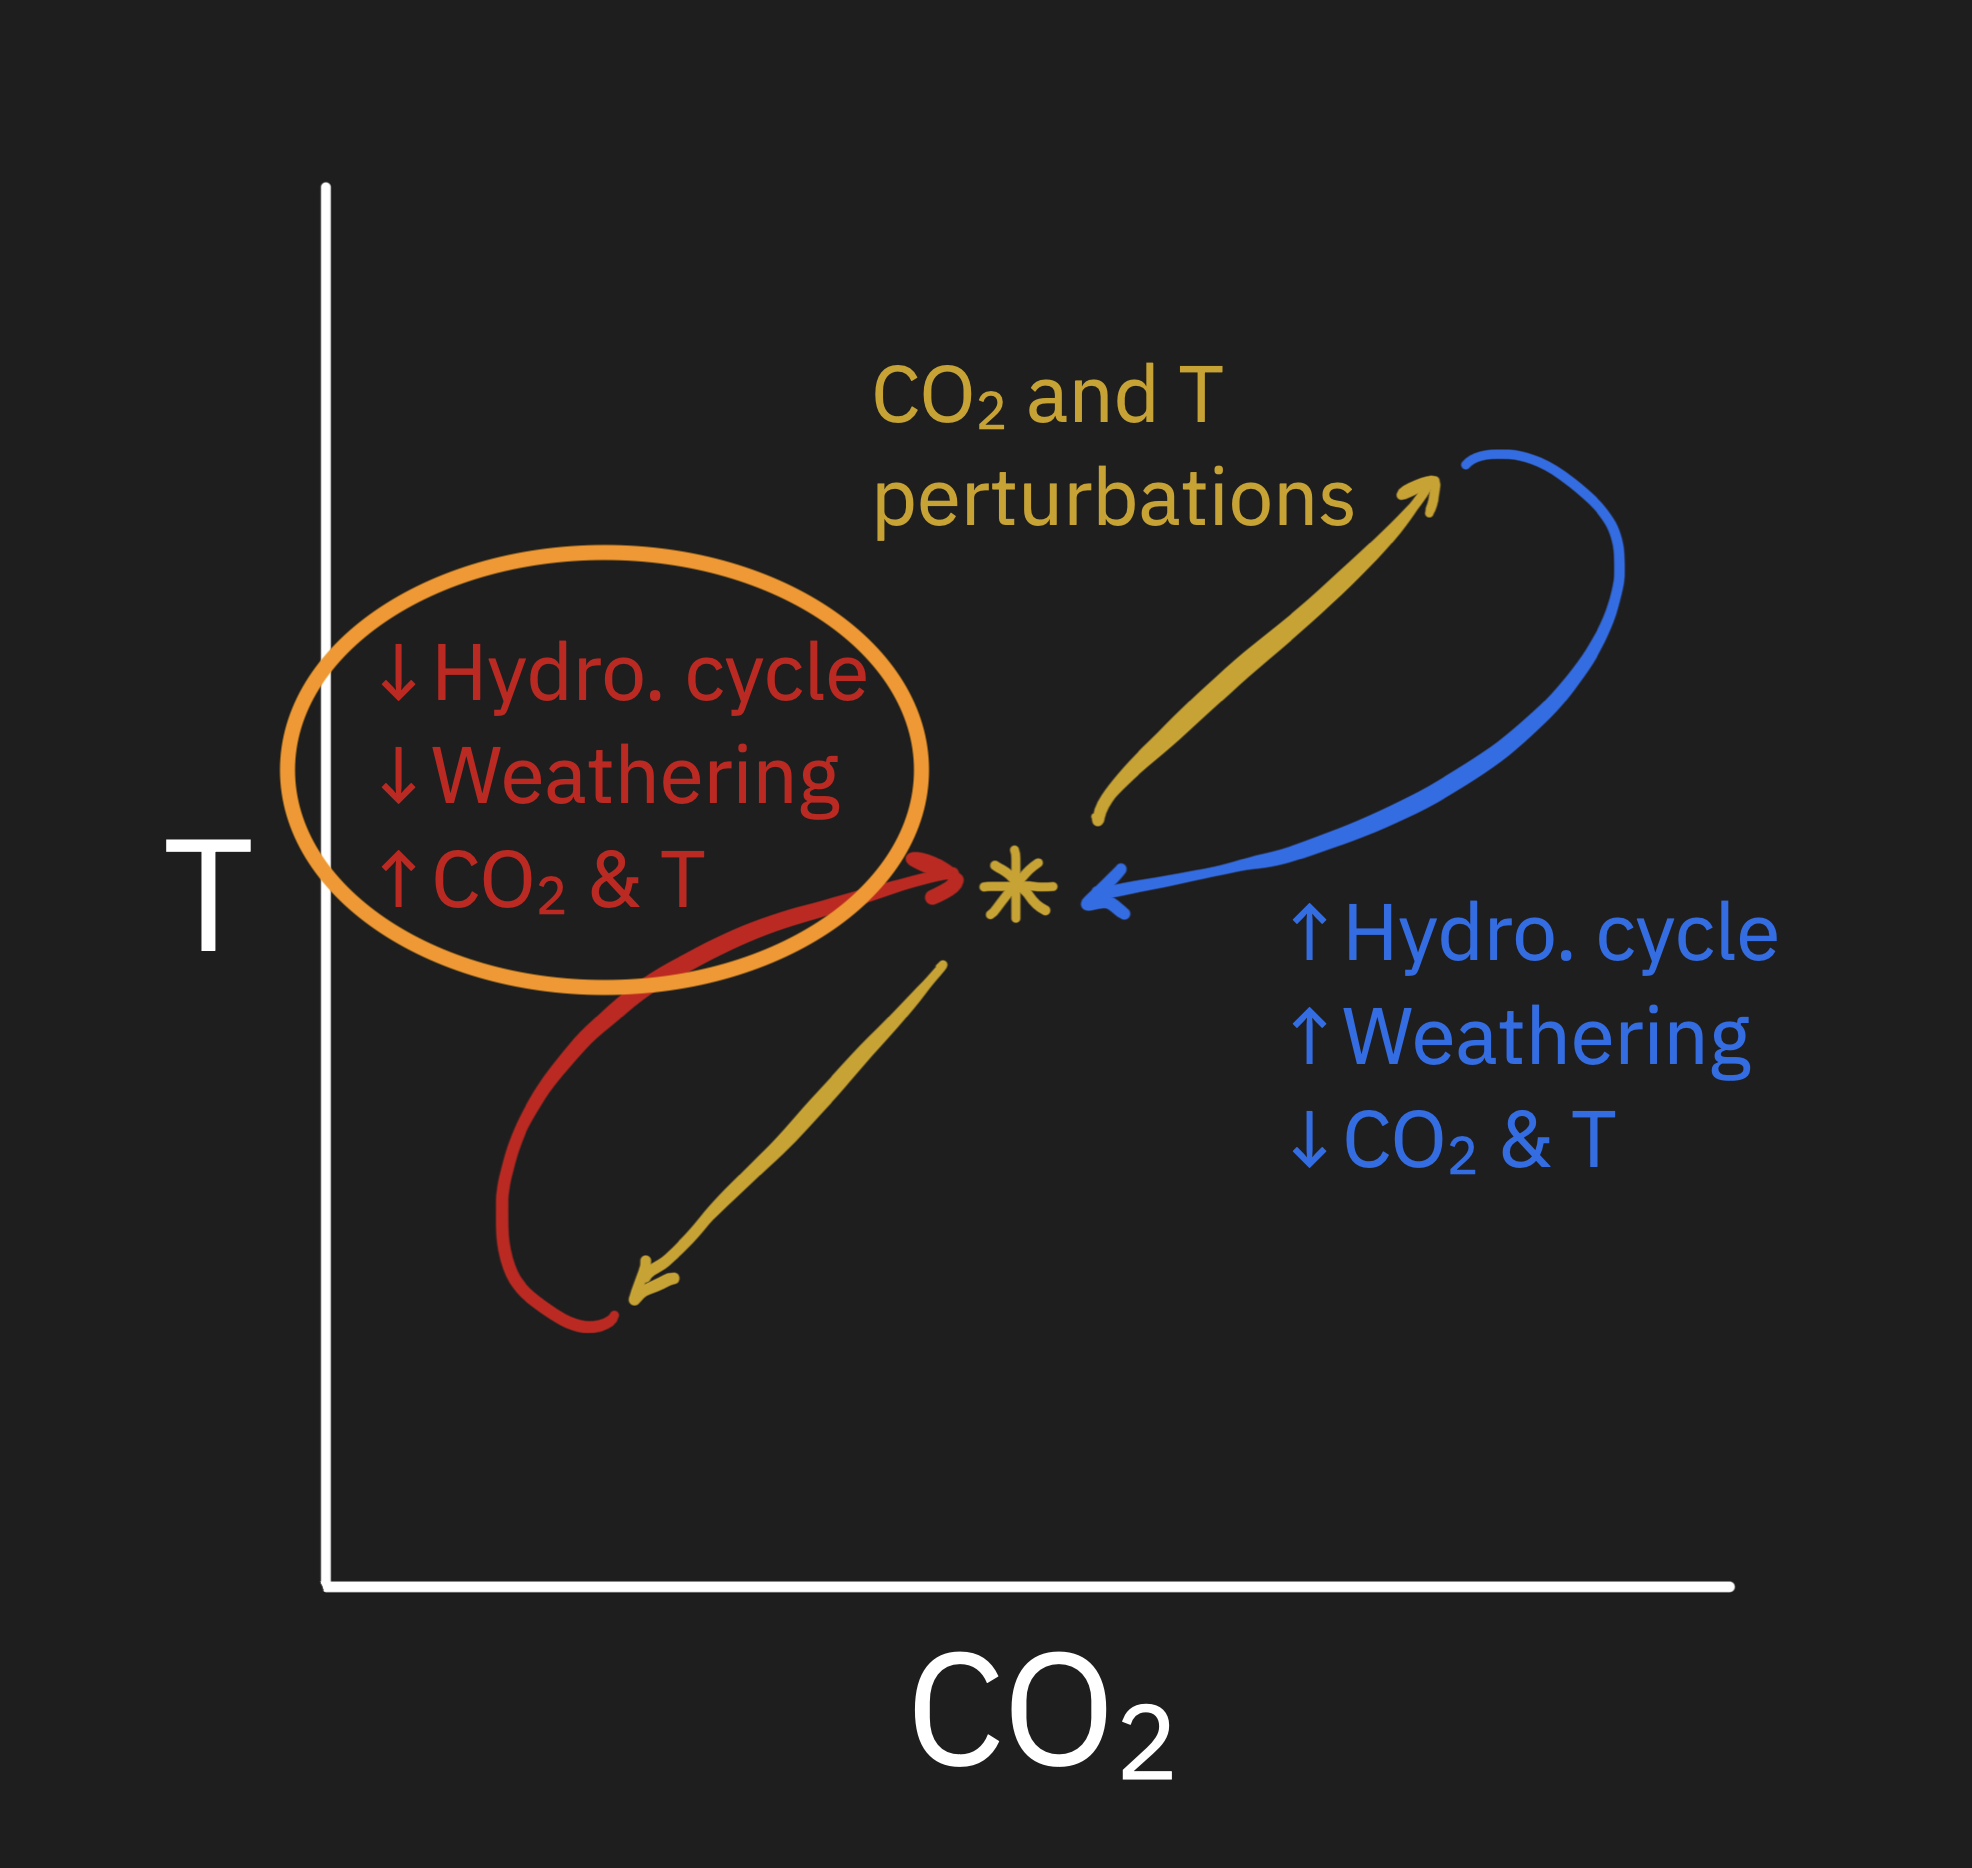 CO₂ and T
perturbations
↓Hydro. cycle
↓Weathering
↑CO₂ & T
T
↑Hydro. cycle
↑Weathering
↓CO₂ & T
CO₂